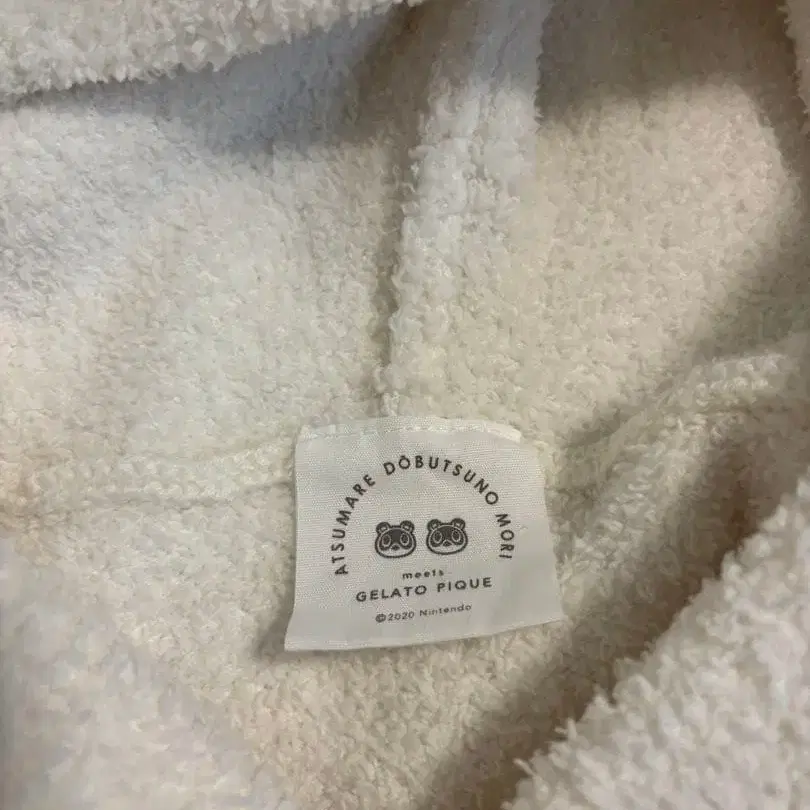 ATSUMARE DŌBUTSUNO MORI
meets
GELATO PIQUE
©2020 Nintendo